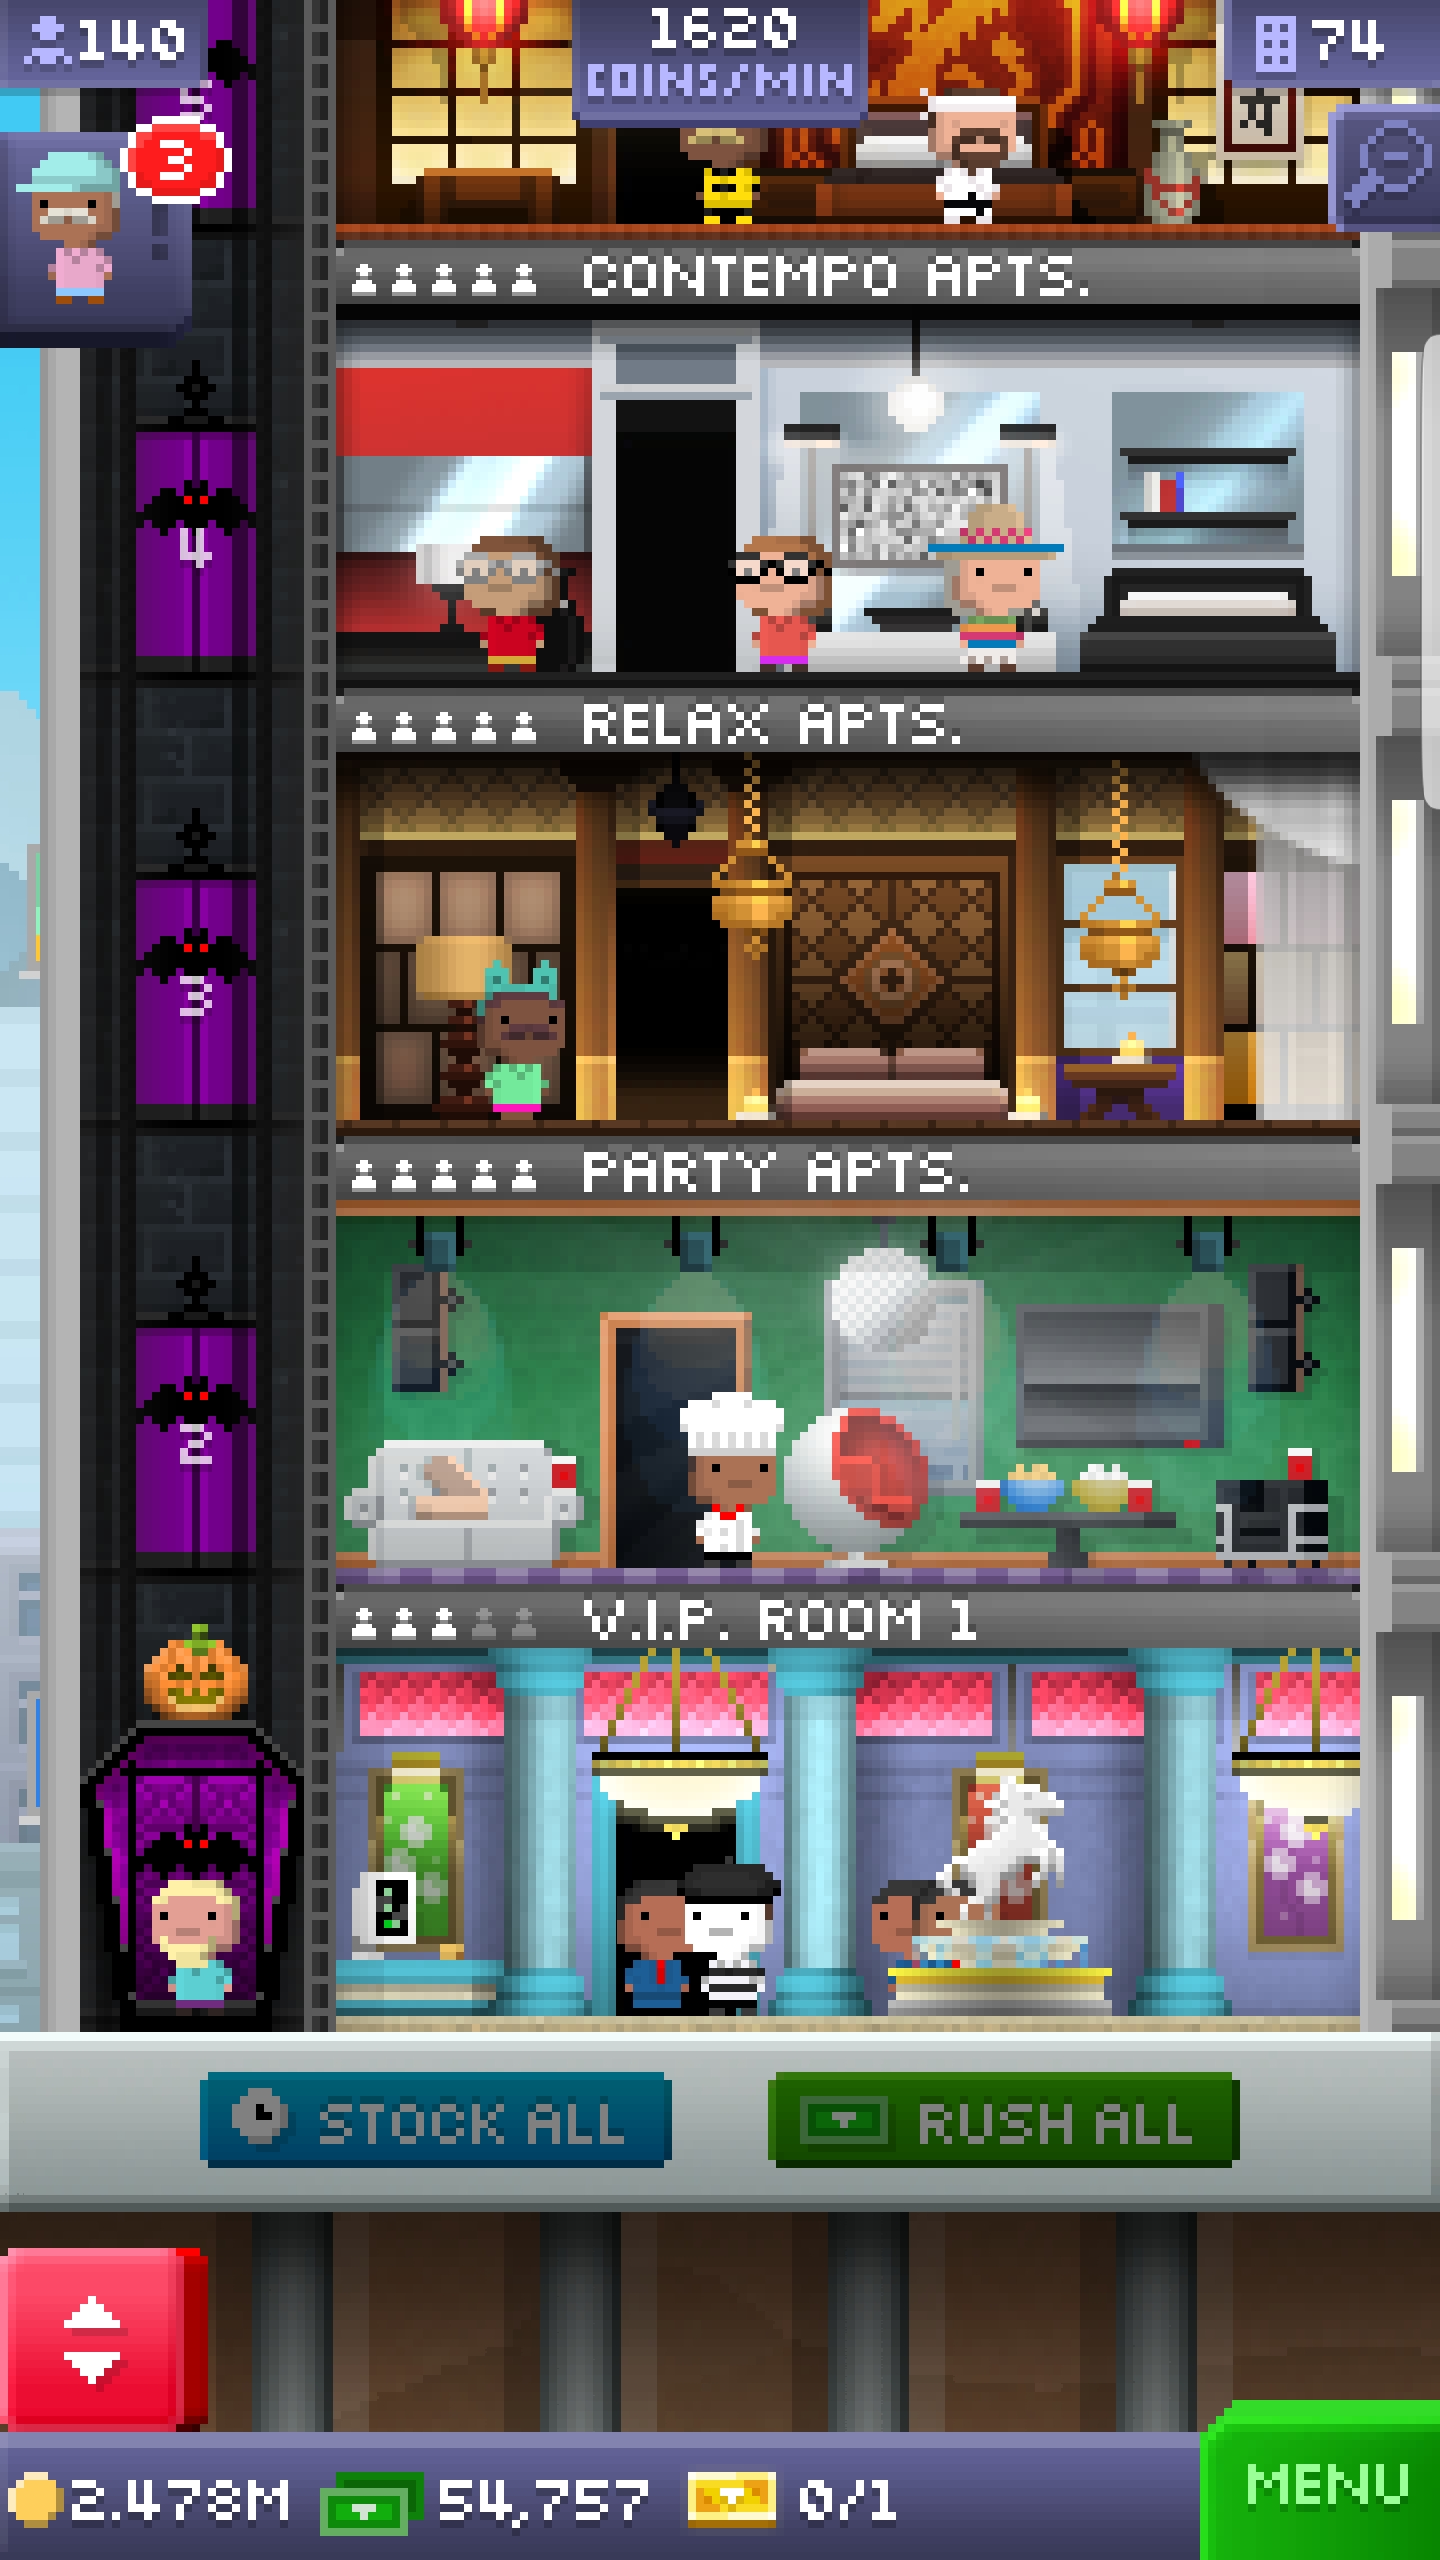 140
1620
COINS/MIN
74
5
3
CONTEMPO APTS.
4
RELAX APTS.
3
PARTY APTS.
2
V.I.P. ROOM 1
STOCK ALL
RUSH ALL
2.478M
54,757
0/1
MENU